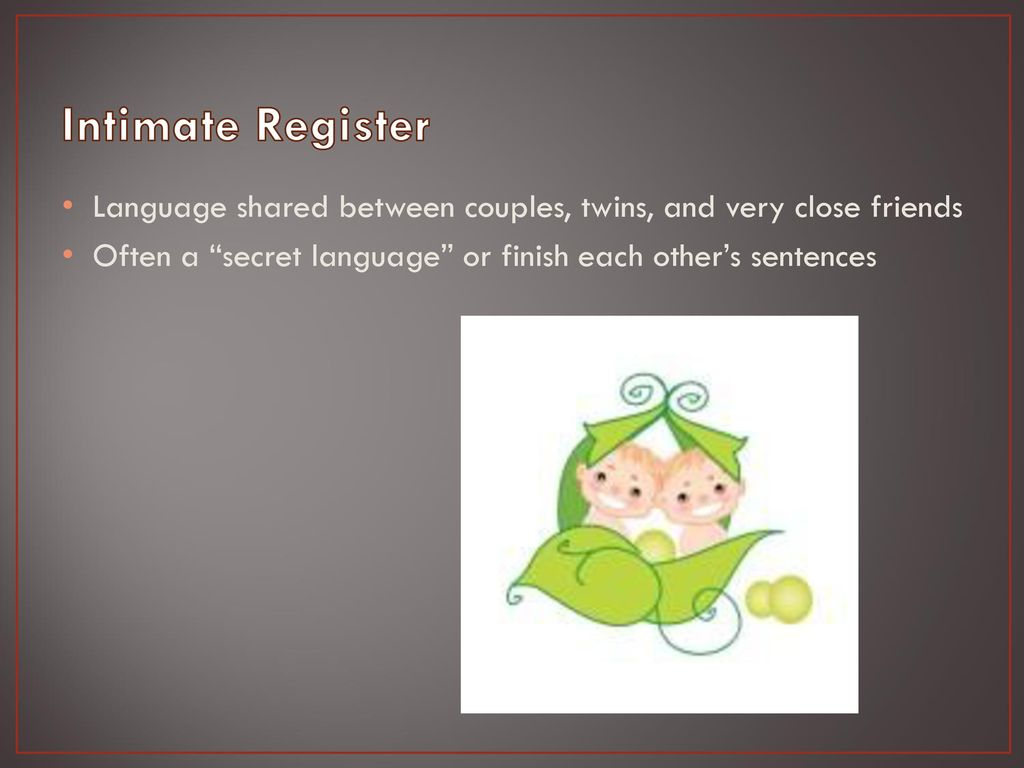 Intimate Register
• Language shared between couples, twins, and very close friends
• Often a “secret language” or finish each other’s sentences